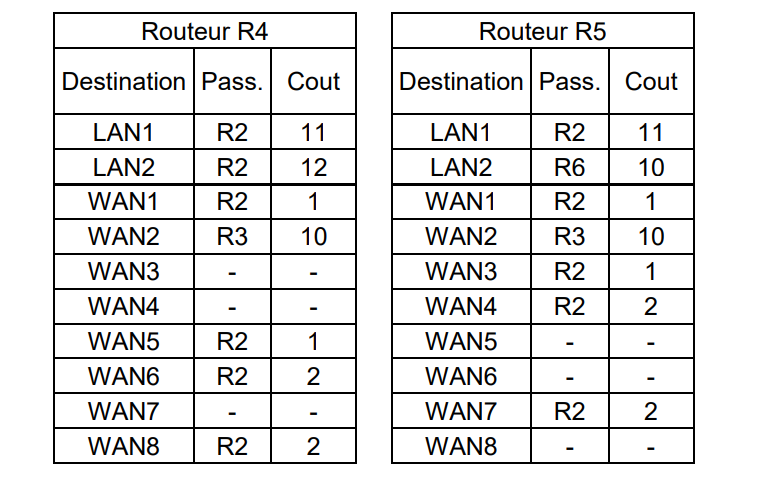 Routeur R4
Destination Pass. Cout
LAN1 R2 11
LAN2 R2 12
WAN1 R2 1
WAN2 R3 10
WAN3 - -
WAN4 - -
WAN5 R2 1
WAN6 R2 2
WAN7 - -
WAN8 R2 2
Routeur R5
Destination Pass. Cout
LAN1 R2 11
LAN2 R6 10
WAN1 R2 1
WAN2 R3 10
WAN3 R2 1
WAN4 R2 2
WAN5 - -
WAN6 - -
WAN7 R2 2
WAN8 - -